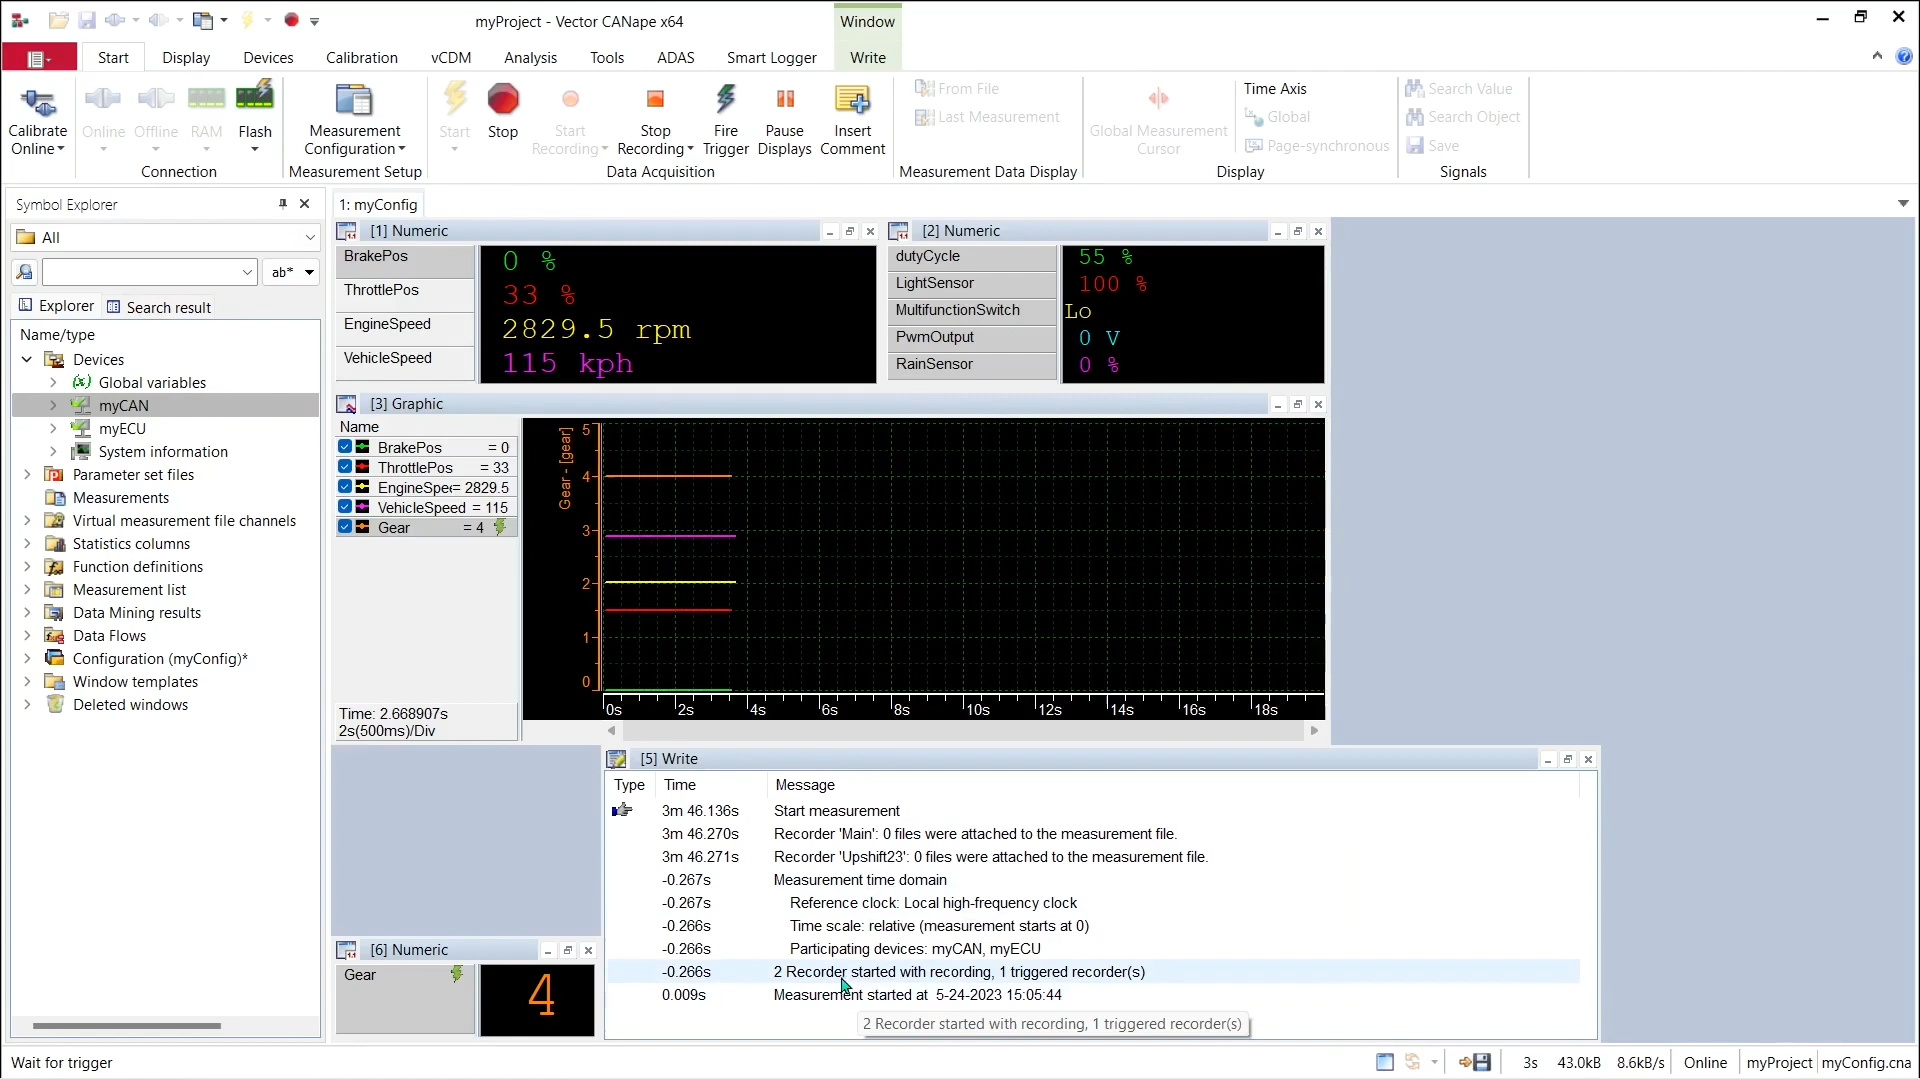 myProject - Vector CANape x64
Window
Start Display Devices Calibration vCDM Analysis Tools ADAS Smart Logger Write
Calibrate Online
Online
Offline
RAM
Flash
Connection
Measurement Configuration
Measurement Setup
Start
Stop
Start Recording
Stop Recording
Fire Trigger
Pause Displays
Insert Comment
Data Acquisition
From File
Last Measurement
Measurement Data Display
Global Measurement Cursor
Time Axis
Global
Page-synchronous
Display
Search Value
Search Object
Save
Signals
Symbol Explorer
All
ab*
Explorer
Search result
Name/type
Devices
Global variables
myCAN
myECU
System information
Parameter set files
Measurements
Virtual measurement file channels
Statistics columns
Function definitions
Measurement list
Data Mining results
Data Flows
Configuration (myConfig)*
Window templates
Deleted windows
1: myConfig
[1] Numeric
BrakePos 0 %
ThrottlePos 33 %
EngineSpeed 2829.5 rpm
VehicleSpeed 115 kph
[2] Numeric
dutyCycle 55 %
LightSensor 100 %
MultifunctionSwitch Lo
PwmOutput 0 V
RainSensor 0 %
[3] Graphic
Name
BrakePos = 0
ThrottlePos = 33
EngineSpe= 2829.5
VehicleSpeed = 115
Gear = 4
Time: 2.668907s
2s(500ms)/Div
Gear - [gear]
5
4
3
2
1
0
0s 2s 4s 6s 8s 10s 12s 14s 16s 18s
[5] Write
Type Time Message
3m 46.136s Start measurement
3m 46.270s Recorder 'Main': 0 files were attached to the measurement file.
3m 46.271s Recorder 'Upshift23': 0 files were attached to the measurement file.
-0.267s Measurement time domain
-0.267s Reference clock: Local high-frequency clock
-0.266s Time scale: relative (measurement starts at 0)
-0.266s Participating devices: myCAN, myECU
-0.266s 2 Recorder started with recording, 1 triggered recorder(s)
0.009s Measurement started at 5-24-2023 15:05:44
2 Recorder started with recording, 1 triggered recorder(s)
[6] Numeric
Gear 4
Wait for trigger
3s 43.0kB 8.6kB/s Online myProject myConfig.cna